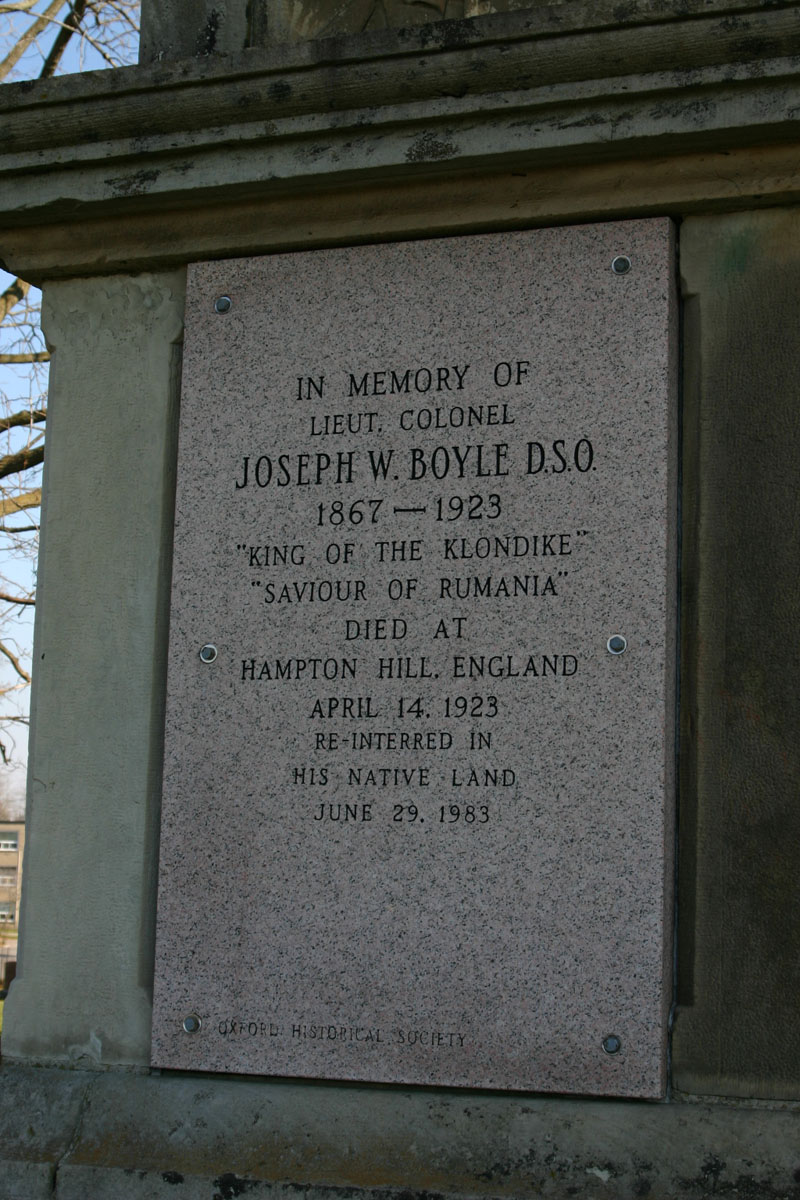 IN MEMORY OF
LIEUT. COLONEL
JOSEPH W. BOYLE D.S.O.
1867 — 1923
"KING OF THE KLONDIKE"
"SAVIOUR OF RUMANIA"
DIED AT
HAMPTON HILL, ENGLAND
APRIL 14, 1923
RE-INTERRED IN
HIS NATIVE LAND
JUNE 29, 1983
OXFORD HISTORICAL SOCIETY